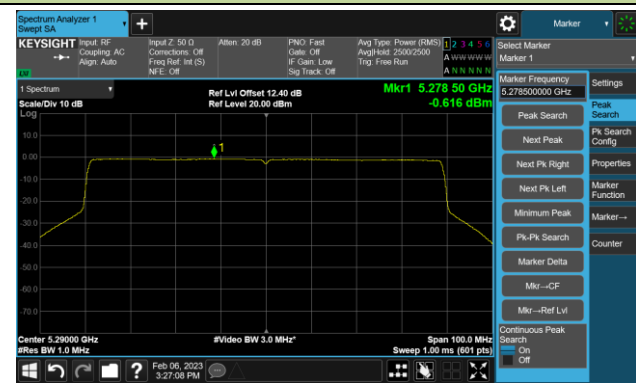 Spectrum Analyzer 1
Swept SA
+
Marker
KEYSIGHT
Input: RF
Coupling: AC
Align: Auto
Input Z: 50 Ω
Corrections: Off
Freq Ref: Int (S)
NFE: Off
Atten: 20 dB
PNO: Fast
Gate: Off
IF Gain: Low
Sig Track: Off
Avg Type: Power (RMS)
Avg|Hold: 2500/2500
Trig: Free Run
1 2 3 4 5 6
A W W W W W
A N N N N N
Select Marker
Marker 1
1 Spectrum
Scale/Div 10 dB
Log
Ref Lvl Offset 12.40 dB
Ref Level 20.00 dBm
Mkr1 5.278 50 GHz
-0.616 dBm
10.0
0.00
-10.0
-20.0
-30.0
-40.0
-50.0
-60.0
-70.0
1
Center 5.29000 GHz
#Res BW 1.0 MHz
#Video BW 3.0 MHz*
Span 100.0 MHz
Sweep 1.00 ms (601 pts)
Marker Frequency
5.278500000 GHz
Peak Search
Next Peak
Next Pk Right
Next Pk Left
Minimum Peak
Pk-Pk Search
Marker Delta
Mkr→CF
Mkr→Ref Lvl
Continuous Peak
Search
On
Off
Settings
Peak
Search
Pk Search
Config
Properties
Marker
Function
Marker→
Counter
?
Feb 06, 2023
3:27:08 PM